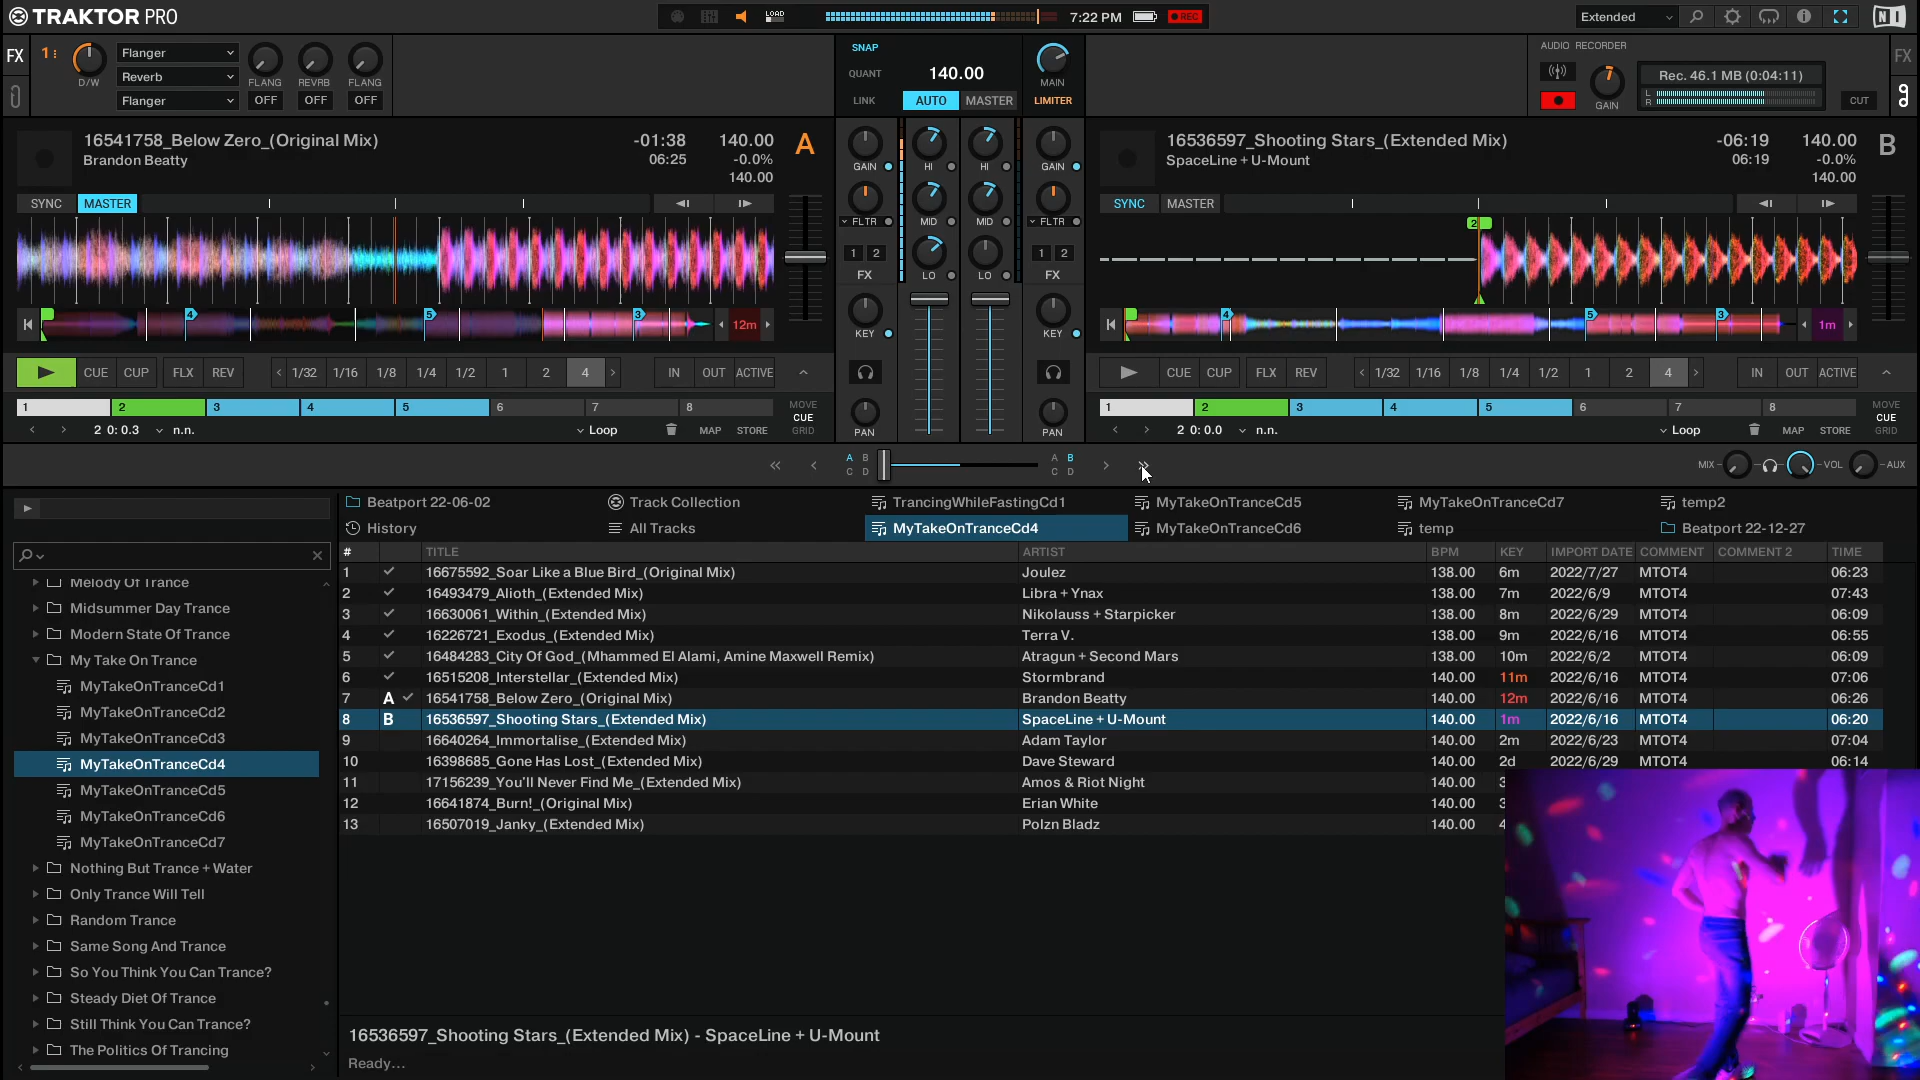 TRAKTOR PRO
LOAD
7:22 PM
REC
Extended
FX
1
D/W
Flanger
Reverb
Flanger
FLANG
REVRB
FLANG
OFF
OFF
OFF
SNAP
QUANT
LINK
140.00
AUTO
MASTER
MAIN
LIMITER
AUDIO RECORDER
GAIN
Rec. 46.1 MB (0:04:11)
L
R
CUT
FX
16541758_Below Zero_(Original Mix)
Brandon Beatty
-01:38
06:25
140.00
-0.0%
140.00
A
SYNC
MASTER
4
5
3
12m
CUE
CUP
FLX
REV
1/32
1/16
1/8
1/4
1/2
1
2
4
IN
OUT
ACTIVE
1
2
3
4
5
6
7
8
MOVE
CUE
GRID
2 0: 0.3
n.n.
Loop
MAP
STORE
GAIN
HI
HI
GAIN
FLTR
MID
MID
FLTR
1
2
FX
LO
LO
1
2
FX
KEY
KEY
PAN
PAN
16536597_Shooting Stars_(Extended Mix)
SpaceLine + U-Mount
-06:19
06:19
140.00
-0.0%
140.00
B
SYNC
MASTER
2
4
5
3
1m
CUE
CUP
FLX
REV
1/32
1/16
1/8
1/4
1/2
1
2
4
IN
OUT
ACTIVE
1
2
3
4
5
6
7
8
MOVE
CUE
GRID
2 0: 0.0
n.n.
Loop
MAP
STORE
A B
C D
A B
C D
MIX
VOL
AUX
Beatport 22-06-02
Track Collection
TrancingWhileFastingCd1
MyTakeOnTranceCd5
MyTakeOnTranceCd7
temp2
History
All Tracks
MyTakeOnTranceCd4
MyTakeOnTranceCd6
temp
Beatport 22-12-27
Melody Of Trance
Midsummer Day Trance
Modern State Of Trance
My Take On Trance
MyTakeOnTranceCd1
MyTakeOnTranceCd2
MyTakeOnTranceCd3
MyTakeOnTranceCd4
MyTakeOnTranceCd5
MyTakeOnTranceCd6
MyTakeOnTranceCd7
Nothing But Trance + Water
Only Trance Will Tell
Random Trance
Same Song And Trance
So You Think You Can Trance?
Steady Diet Of Trance
Still Think You Can Trance?
The Politics Of Trancing
# TITLE ARTIST BPM KEY IMPORT DATE COMMENT COMMENT 2 TIME
1 16675592_Soar Like a Blue Bird_(Original Mix) Joulez 138.00 6m 2022/7/27 MTOT4 06:23
2 16493479_Alioth_(Extended Mix) Libra + Ynax 138.00 7m 2022/6/9 MTOT4 07:43
3 16630061_Within_(Extended Mix) Nikolauss + Starpicker 138.00 8m 2022/6/29 MTOT4 06:09
4 16226721_Exodus_(Extended Mix) Terra V. 138.00 9m 2022/6/16 MTOT4 06:55
5 16484283_City Of God_(Mhammed El Alami, Amine Maxwell Remix) Atragun + Second Mars 138.00 10m 2022/6/2 MTOT4 06:09
6 16515208_Interstellar_(Extended Mix) Stormbrand 140.00 11m 2022/6/16 MTOT4 07:06
7 A 16541758_Below Zero_(Original Mix) Brandon Beatty 140.00 12m 2022/6/16 MTOT4 06:26
8 B 16536597_Shooting Stars_(Extended Mix) SpaceLine + U-Mount 140.00 1m 2022/6/16 MTOT4 06:20
9 16640264_Immortalise_(Extended Mix) Adam Taylor 140.00 2m 2022/6/23 MTOT4 07:04
10 16398685_Gone Has Lost_(Extended Mix) Dave Steward 140.00 2d 2022/6/29 MTOT4 06:14
11 17156239_You'll Never Find Me_(Extended Mix) Amos & Riot Night 140.00 3
12 16641874_Burn!_(Original Mix) Erian White 140.00 3
13 16507019_Janky_(Extended Mix) Polzn Bladz 140.00 4
16536597_Shooting Stars_(Extended Mix) - SpaceLine + U-Mount
Ready...